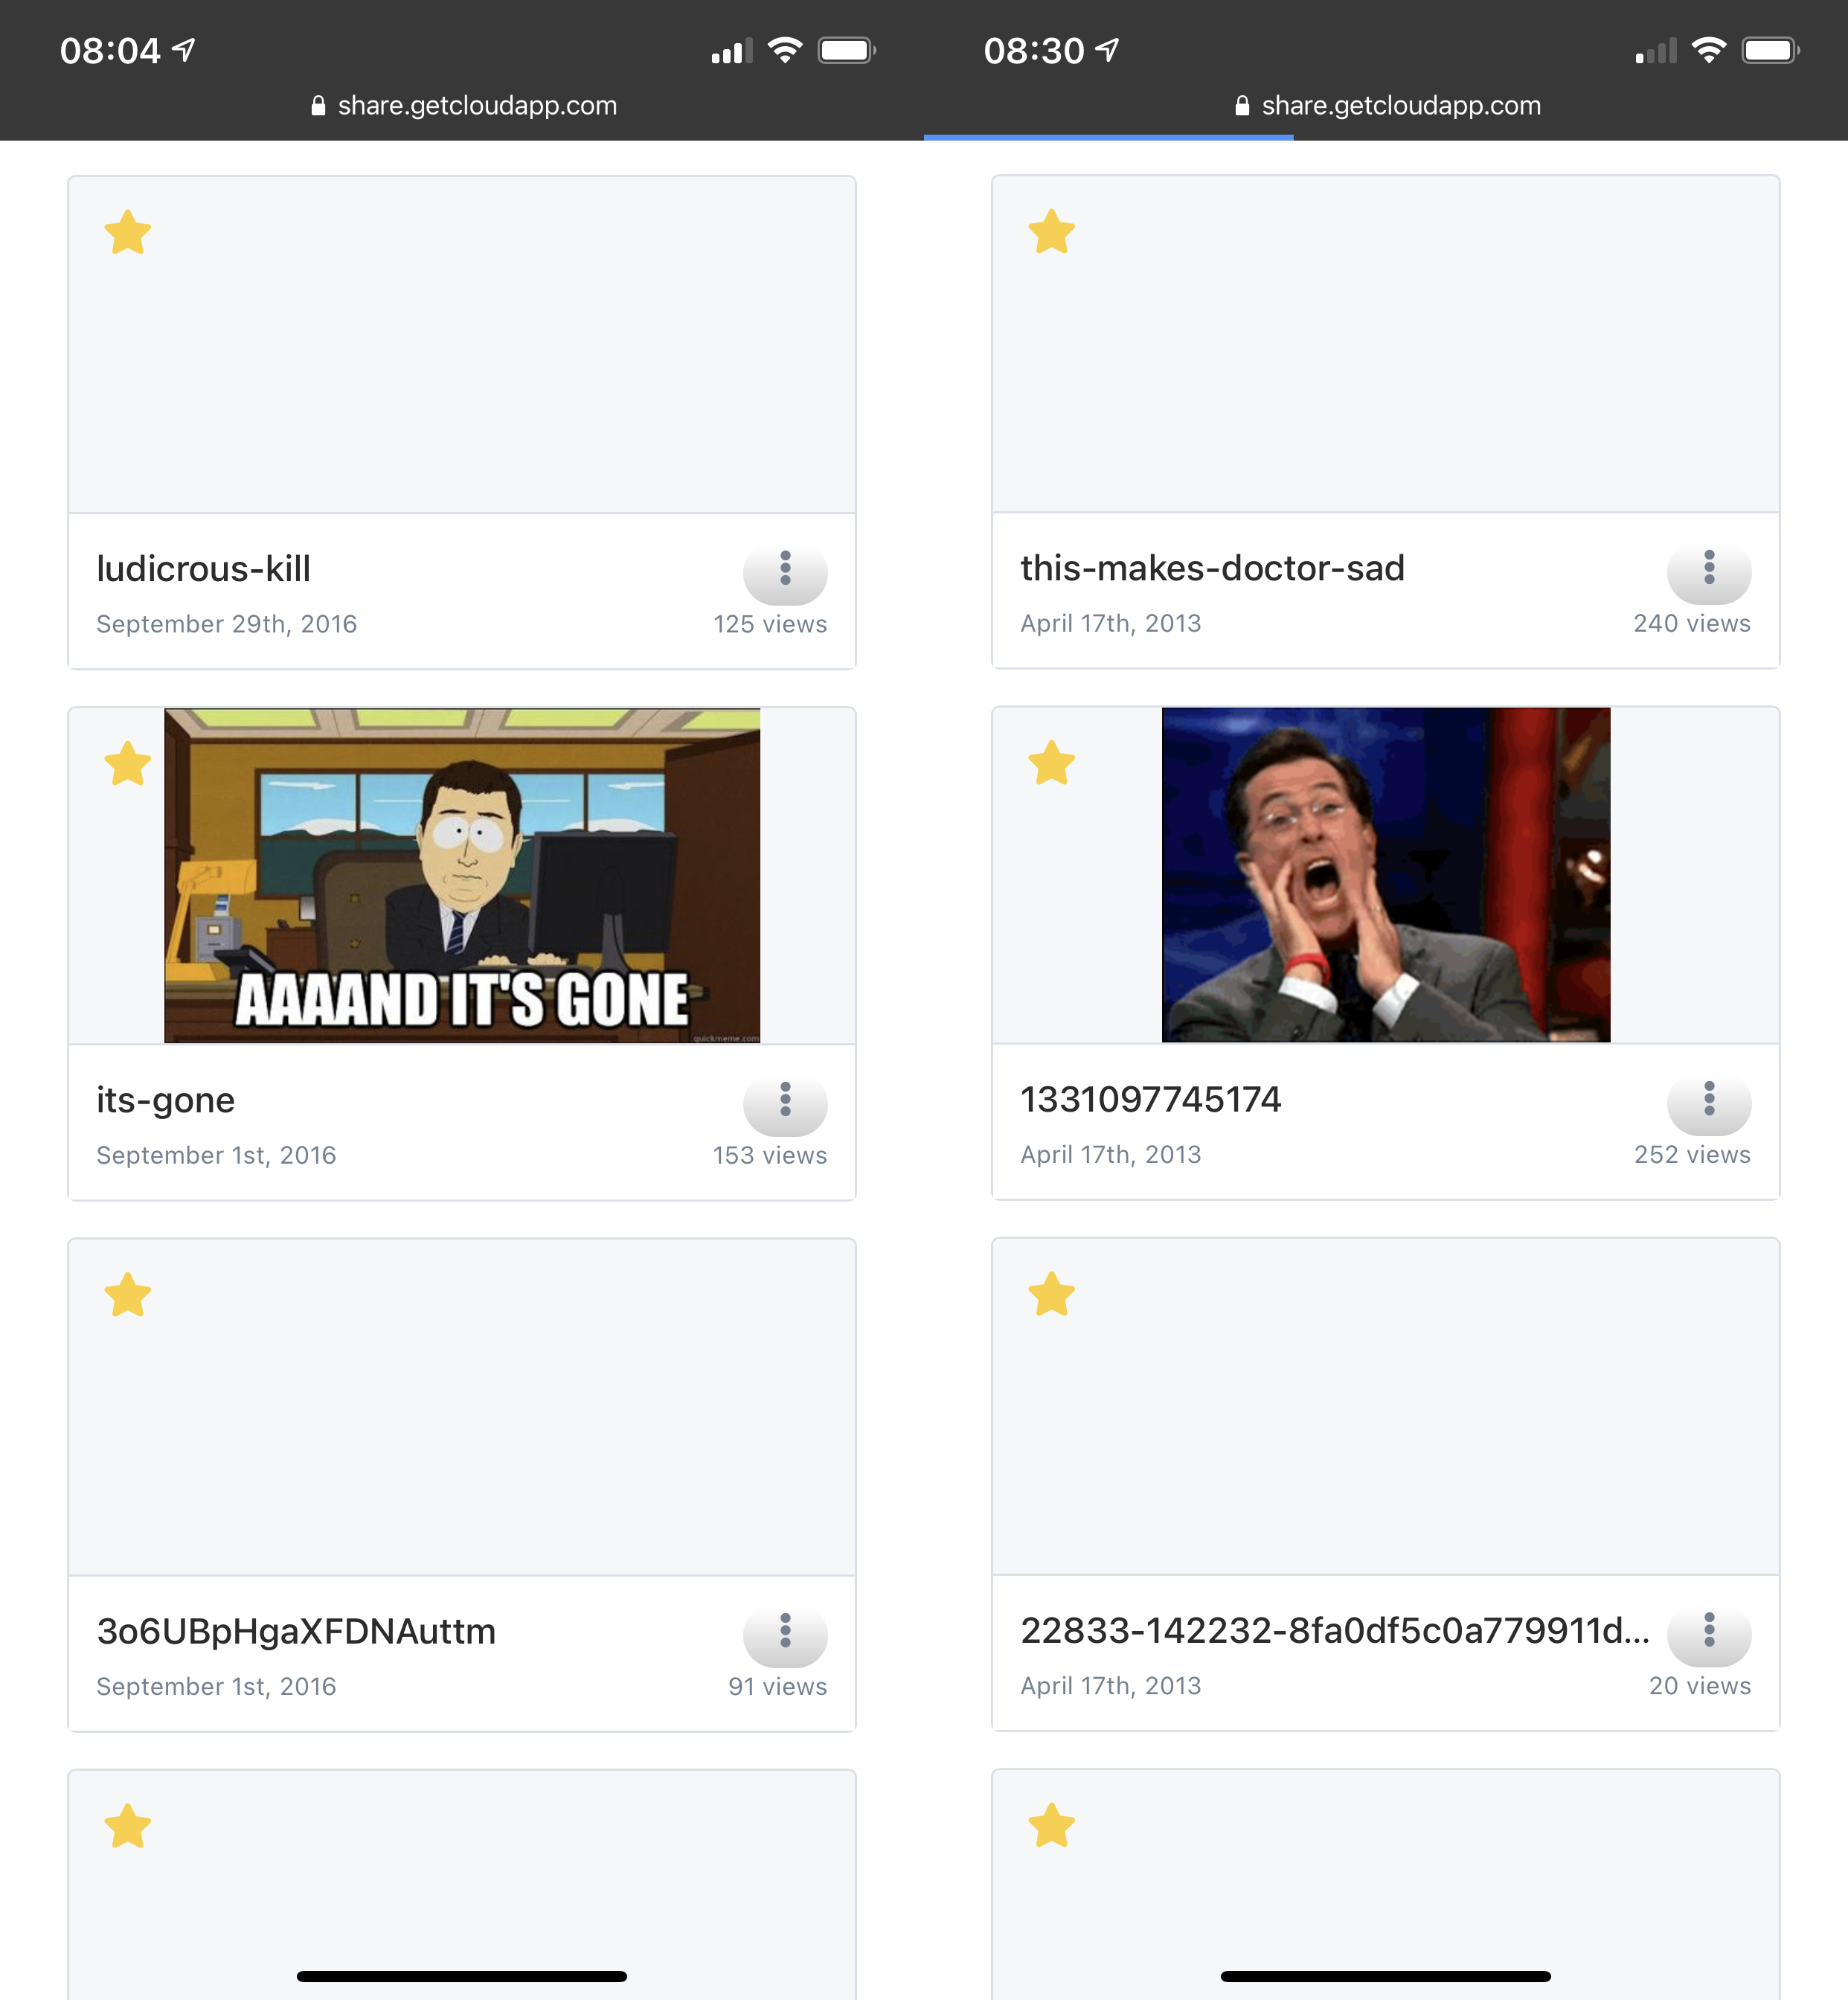 08:04
share.getcloudapp.com
ludicrous-kill
September 29th, 2016
125 views
AAAAND IT'S GONE
quickmeme.com
its-gone
September 1st, 2016
153 views
3o6UBpHgaXFDNAuttm
September 1st, 2016
91 views
08:30
share.getcloudapp.com
this-makes-doctor-sad
April 17th, 2013
240 views
1331097745174
April 17th, 2013
252 views
22833-142232-8fa0df5c0a779911d...
April 17th, 2013
20 views